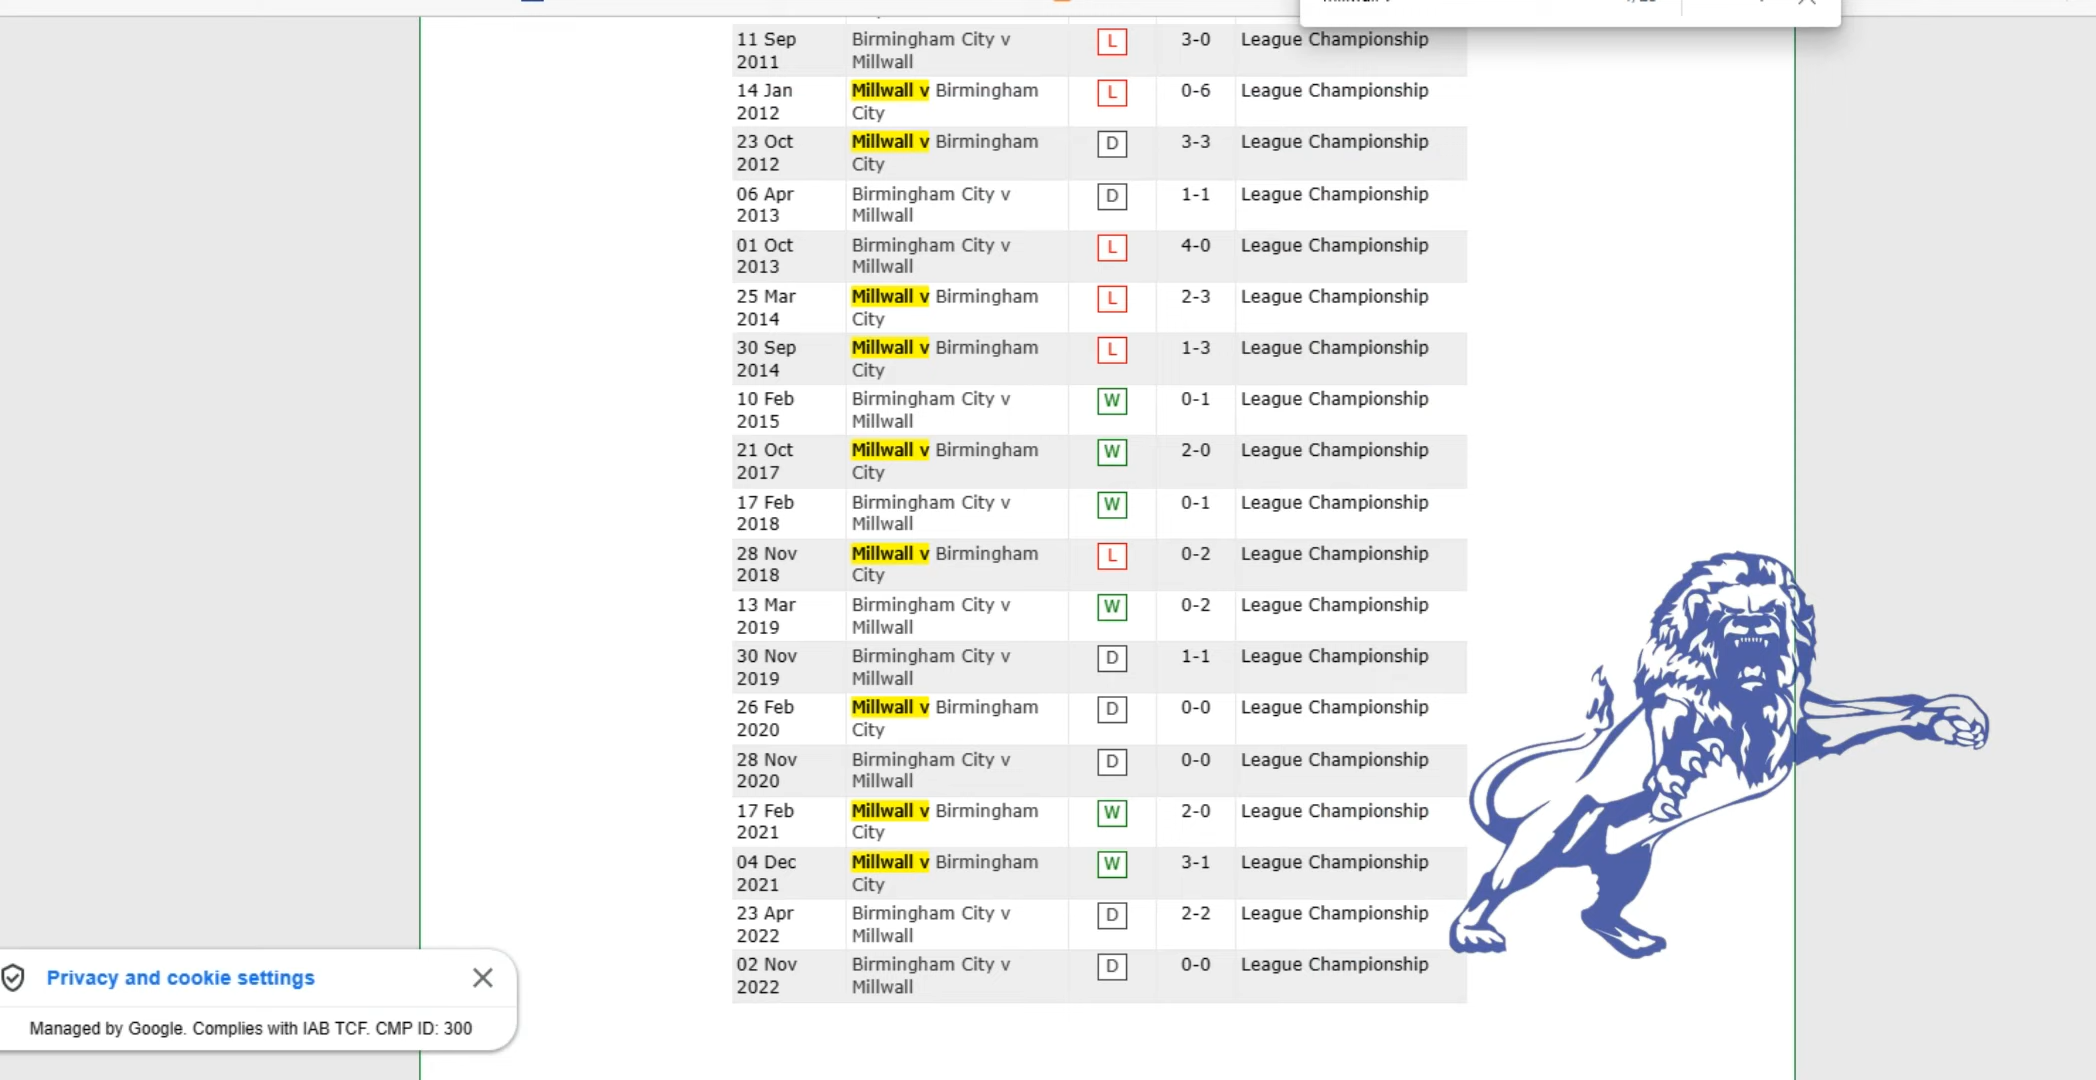 11 Sep Birmingham City v L 3-0 League Championship
2011 Millwall
14 Jan Millwall v Birmingham L 0-6 League Championship
2012 City
23 Oct Millwall v Birmingham D 3-3 League Championship
2012 City
06 Apr Birmingham City v D 1-1 League Championship
2013 Millwall
01 Oct Birmingham City v L 4-0 League Championship
2013 Millwall
25 Mar Millwall v Birmingham L 2-3 League Championship
2014 City
30 Sep Millwall v Birmingham L 1-3 League Championship
2014 City
10 Feb Birmingham City v W 0-1 League Championship
2015 Millwall
21 Oct Millwall v Birmingham W 2-0 League Championship
2017 City
17 Feb Birmingham City v W 0-1 League Championship
2018 Millwall
28 Nov Millwall v Birmingham L 0-2 League Championship
2018 City
13 Mar Birmingham City v W 0-2 League Championship
2019 Millwall
30 Nov Birmingham City v D 1-1 League Championship
2019 Millwall
26 Feb Millwall v Birmingham D 0-0 League Championship
2020 City
28 Nov Birmingham City v D 0-0 League Championship
2020 Millwall
17 Feb Millwall v Birmingham W 2-0 League Championship
2021 City
04 Dec Millwall v Birmingham W 3-1 League Championship
2021 City
23 Apr Birmingham City v D 2-2 League Championship
2022 Millwall
02 Nov Birmingham City v D 0-0 League Championship
2022 Millwall
Privacy and cookie settings
Managed by Google. Complies with IAB TCF. CMP ID: 300